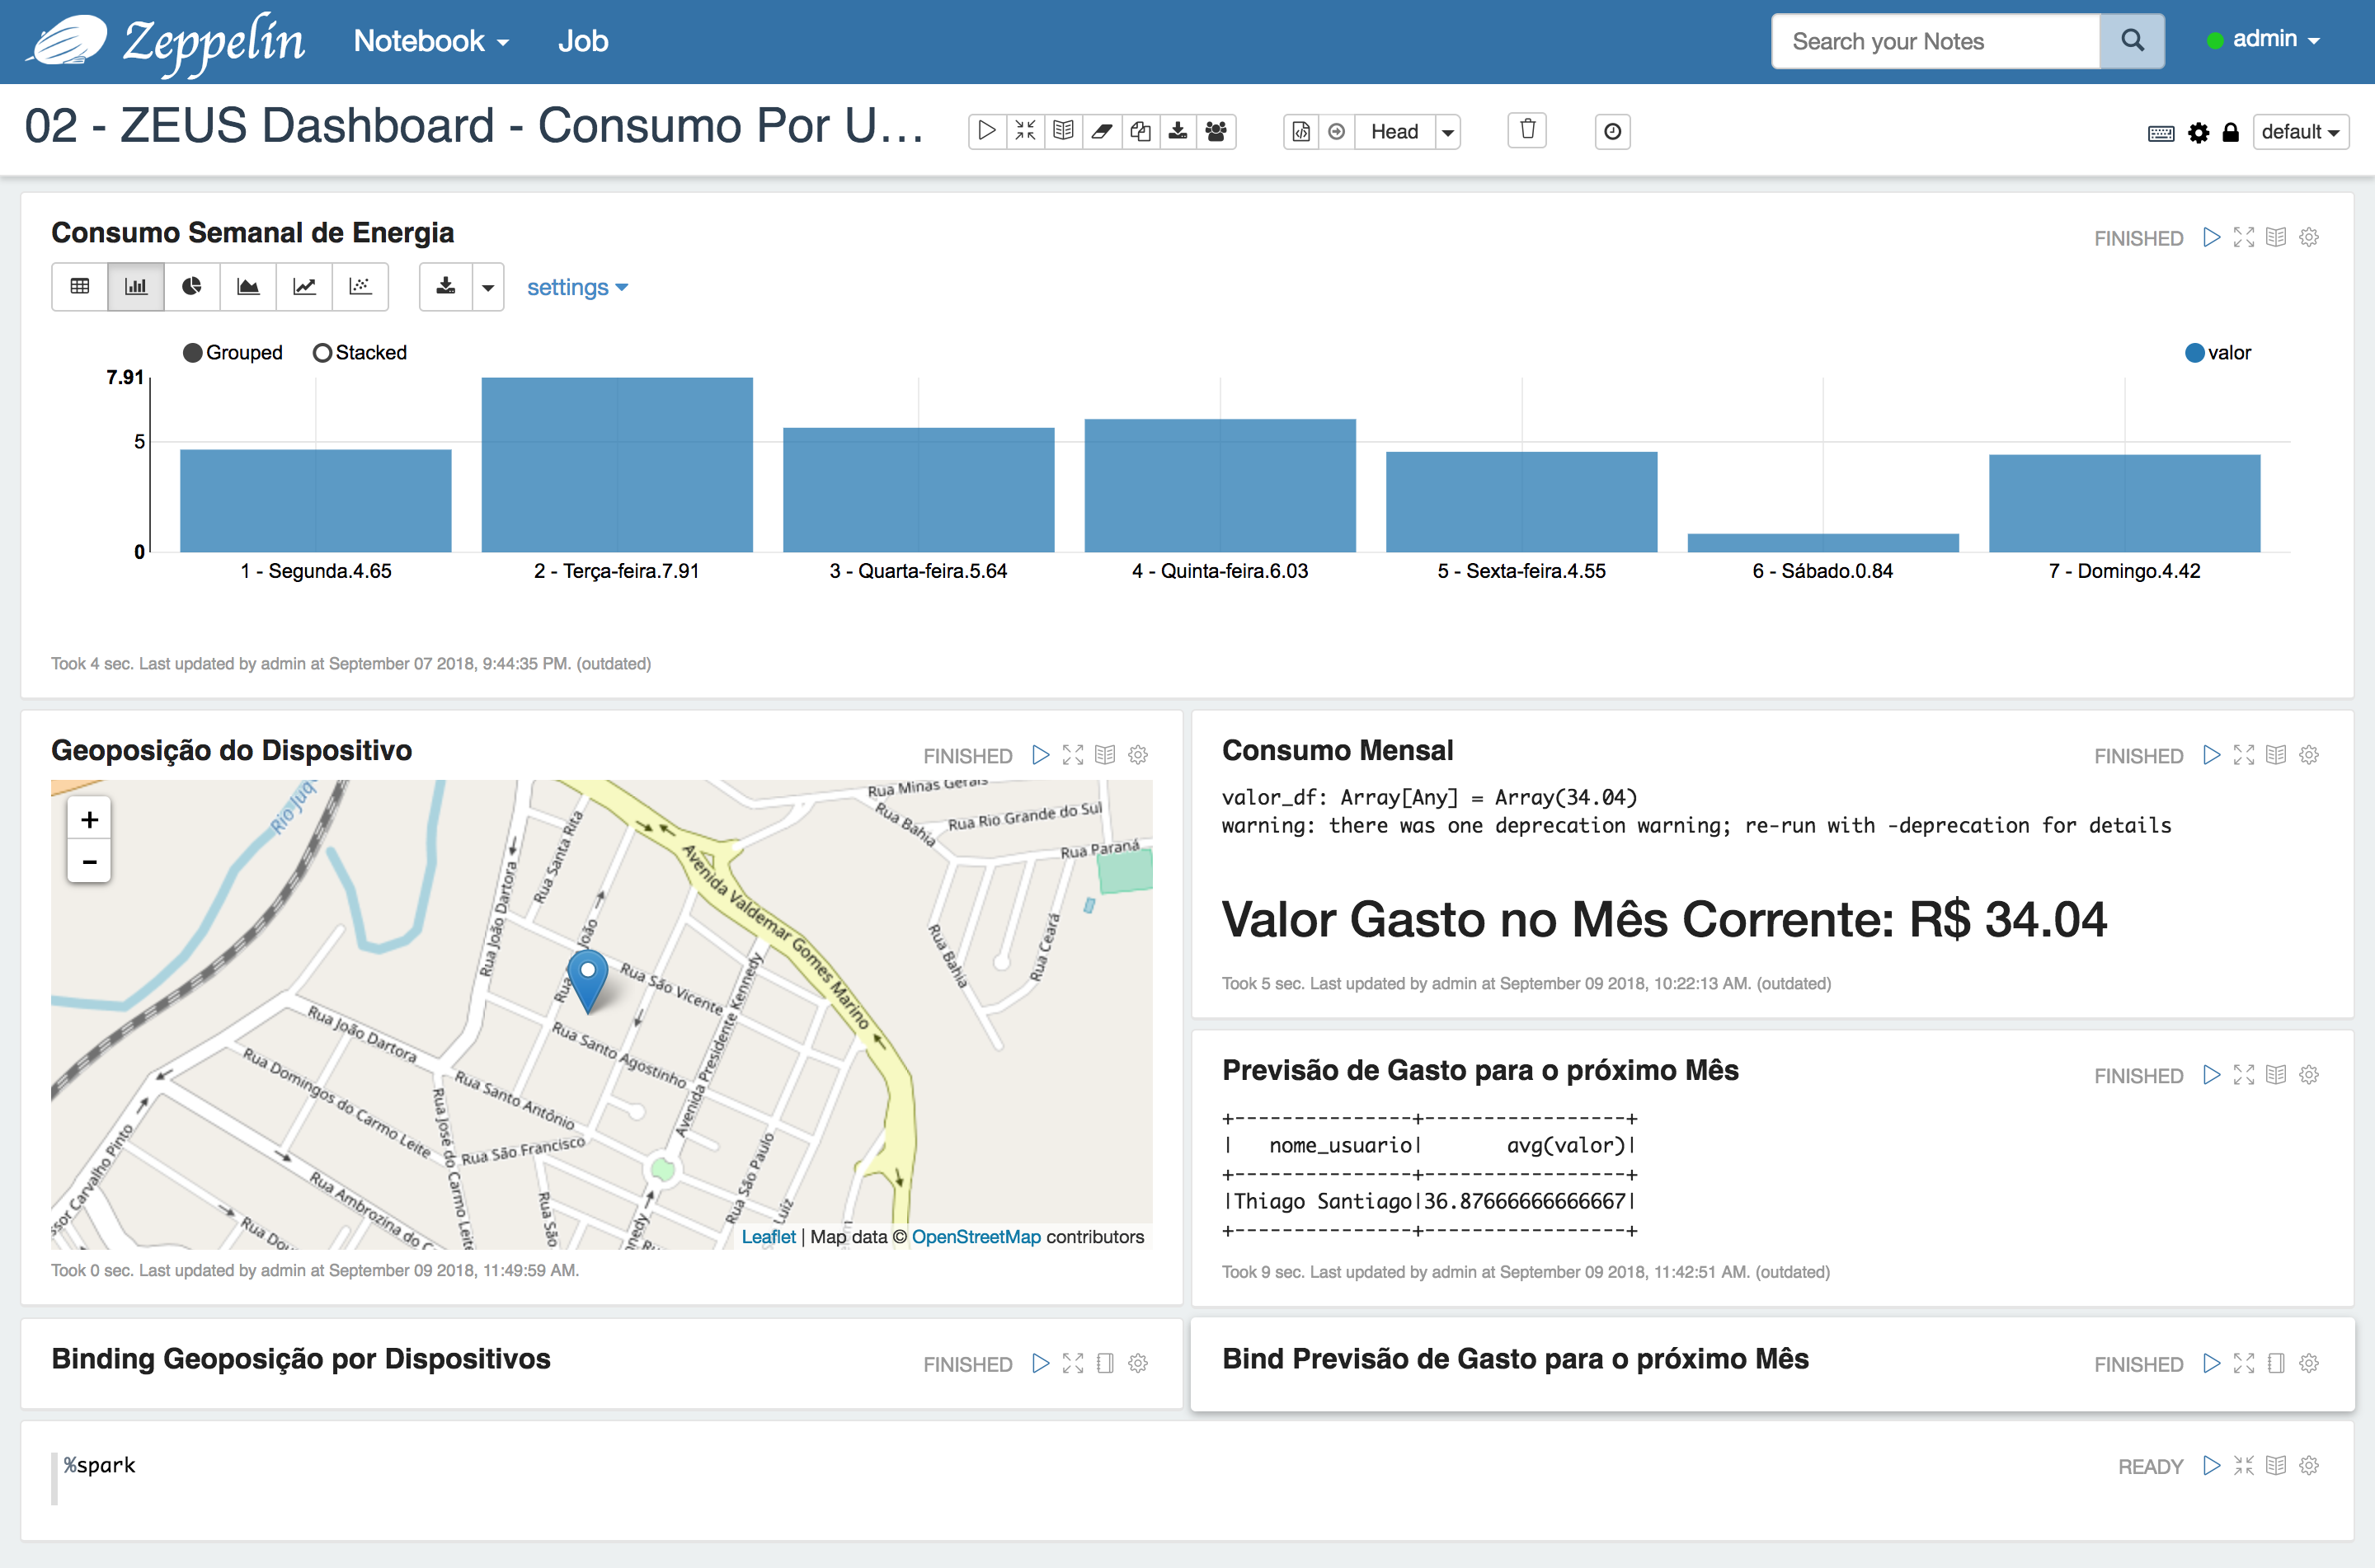 Zeppelin Notebook Job Search your Notes admin
02 - ZEUS Dashboard - Consumo Por U... Head default
Consumo Semanal de Energia FINISHED
settings
Grouped Stacked valor
7.91
5
0
1 - Segunda.4.65 2 - Terça-feira.7.91 3 - Quarta-feira.5.64 4 - Quinta-feira.6.03 5 - Sexta-feira.4.55 6 - Sábado.0.84 7 - Domingo.4.42
Took 4 sec. Last updated by admin at September 07 2018, 9:44:35 PM. (outdated)
Geoposição do Dispositivo FINISHED
+
−
Rio Juq
Rua Minas Gerais
Rua Bahia
Rua Rio Grande do Sul
Rua Paraná
Rua Santa Rita
Rua João Dartora
Avenida Valdemar Gomes Marino
Rua João
Rua Bahia
Rua Ceará
Rua São Vicente
Rua João Dartora
Rua Santo Agostinho
Avenida Presidente Kennedy
Rua Domingos do Carmo Leite
Rua Santo Antônio
Rua José do Carmo Leite
Rua São Francisco
ssor Carvalho Pinto
Rua Ambrozina do C
Rua São Paulo
Rua São
Luiz
nnedy
Rua Dou
Leaflet | Map data © OpenStreetMap contributors
Took 0 sec. Last updated by admin at September 09 2018, 11:49:59 AM.
Consumo Mensal FINISHED
valor_df: Array[Any] = Array(34.04)
warning: there was one deprecation warning; re-run with -deprecation for details
Valor Gasto no Mês Corrente: R$ 34.04
Took 5 sec. Last updated by admin at September 09 2018, 10:22:13 AM. (outdated)
Previsão de Gasto para o próximo Mês FINISHED
+--------------+-----------------+
|   nome_usuario|       avg(valor)|
+--------------+-----------------+
|Thiago Santiago|36.87666666666667|
+--------------+-----------------+
Took 9 sec. Last updated by admin at September 09 2018, 11:42:51 AM. (outdated)
Binding Geoposição por Dispositivos FINISHED
Bind Previsão de Gasto para o próximo Mês FINISHED
%spark READY